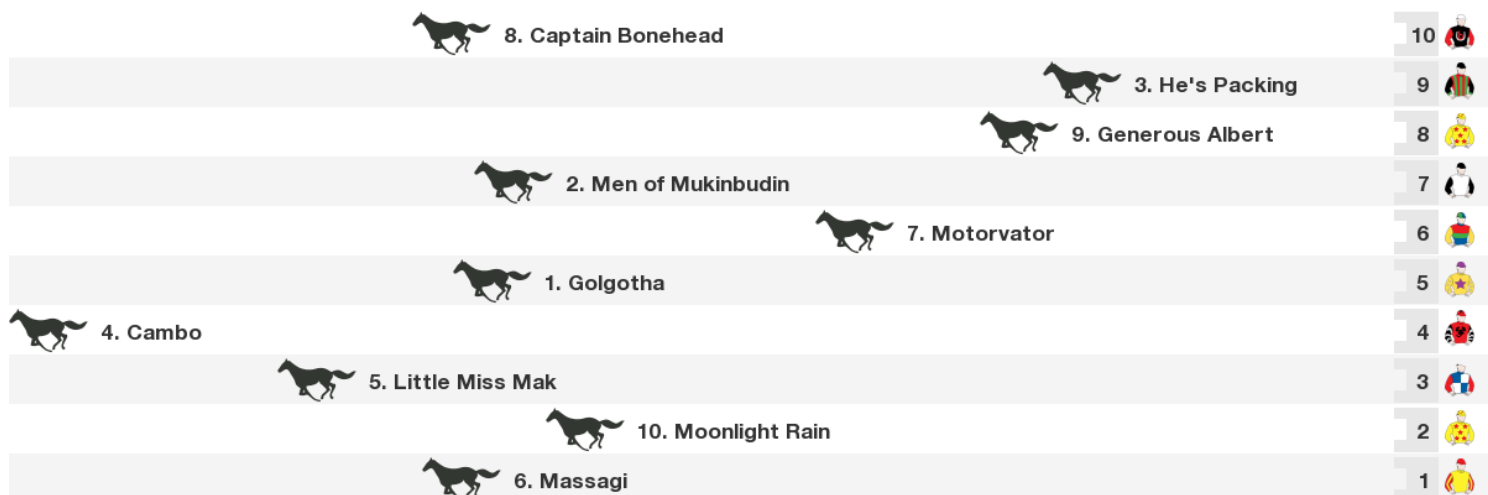 8. Captain Bonehead 10
3. He's Packing 9
9. Generous Albert 8
2. Men of Mukinbudin 7
7. Motorvator 6
1. Golgotha 5
4. Cambo 4
5. Little Miss Mak 3
10. Moonlight Rain 2
6. Massagi 1